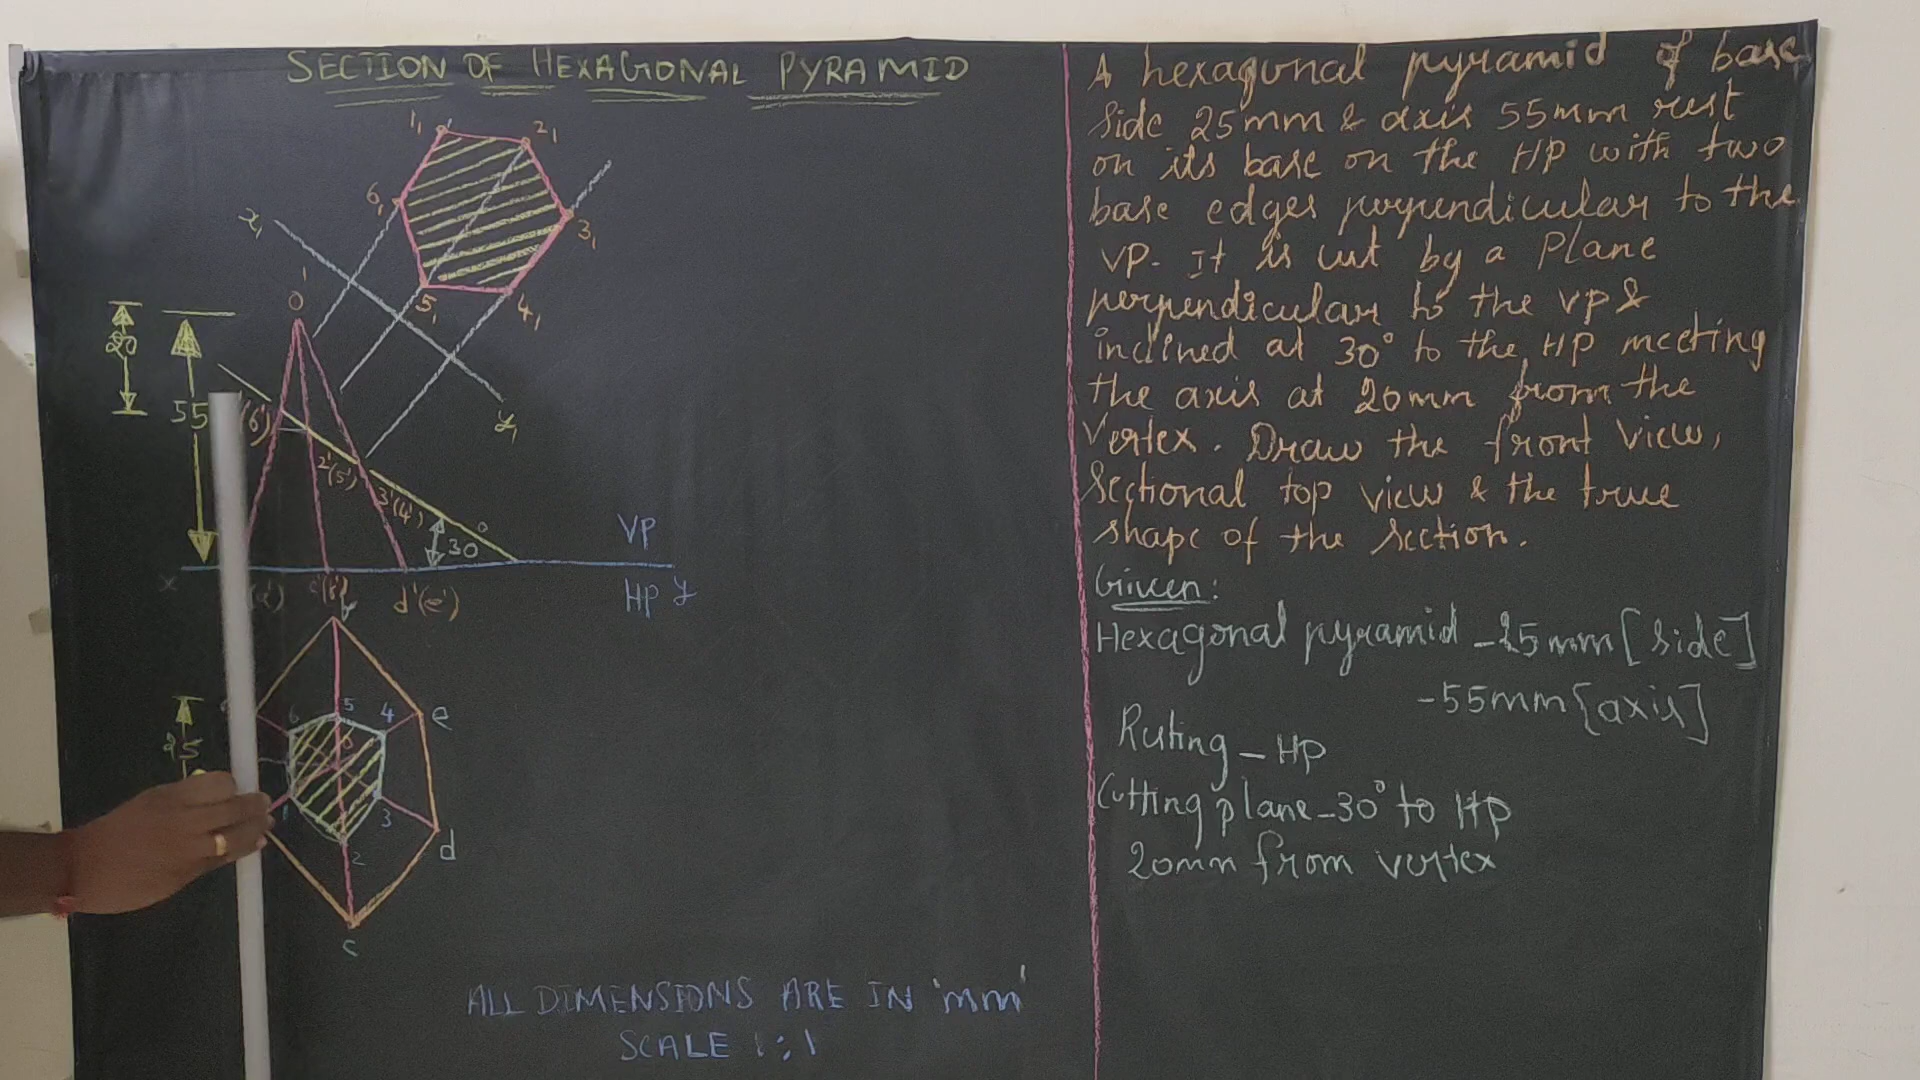 SECTION OF HEXAGONAL PYRAMID
1₁ 2₁
6₁
3₁
x₁
5₁ 4₁
o'
20
y₁
55 (6')
2'(5')
3'(4')
30°
VP
x
HP y
c'(f') d'(e')
f
6 5 4 e
25
1 3
2 d
c
ALL DIMENSIONS ARE IN 'mm'
SCALE 1:1
A hexagonal pyramid of base
side 25mm & axis 55mm rest
on its base on the HP with two
base edges perpendicular to the
VP. It is cut by a plane
perpendicular to the VP &
inclined at 30° to the HP meeting
the axis at 20mm from the
Vertex. Draw the front view,
Sectional top view & the true
shape of the section.
Given:
Hexagonal pyramid - 25mm [side]
- 55mm [axis]
Resting - HP
Cutting plane - 30° to HP
20mm from vertex